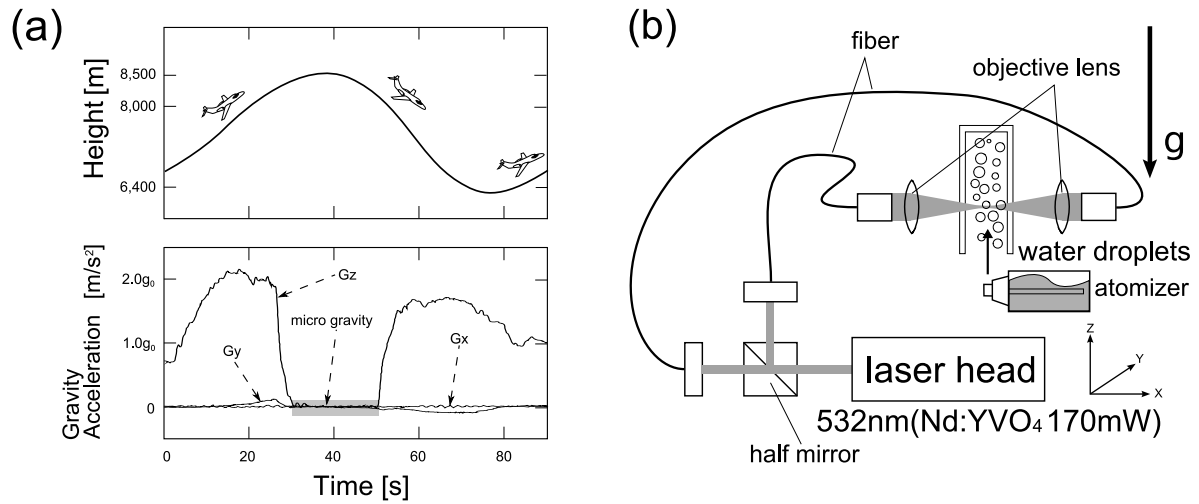 (a)
Height [m]
8,500
8,000
6,400
Gravity
Acceleration [m/s²]
2.0g₀
1.0g₀
0
Gz
micro gravity
Gy
Gx
0
20
40
60
80
Time [s]
(b)
fiber
objective lens
g
water droplets
atomizer
Z
Y
X
laser head
532nm(Nd:YVO₄ 170mW)
half mirror